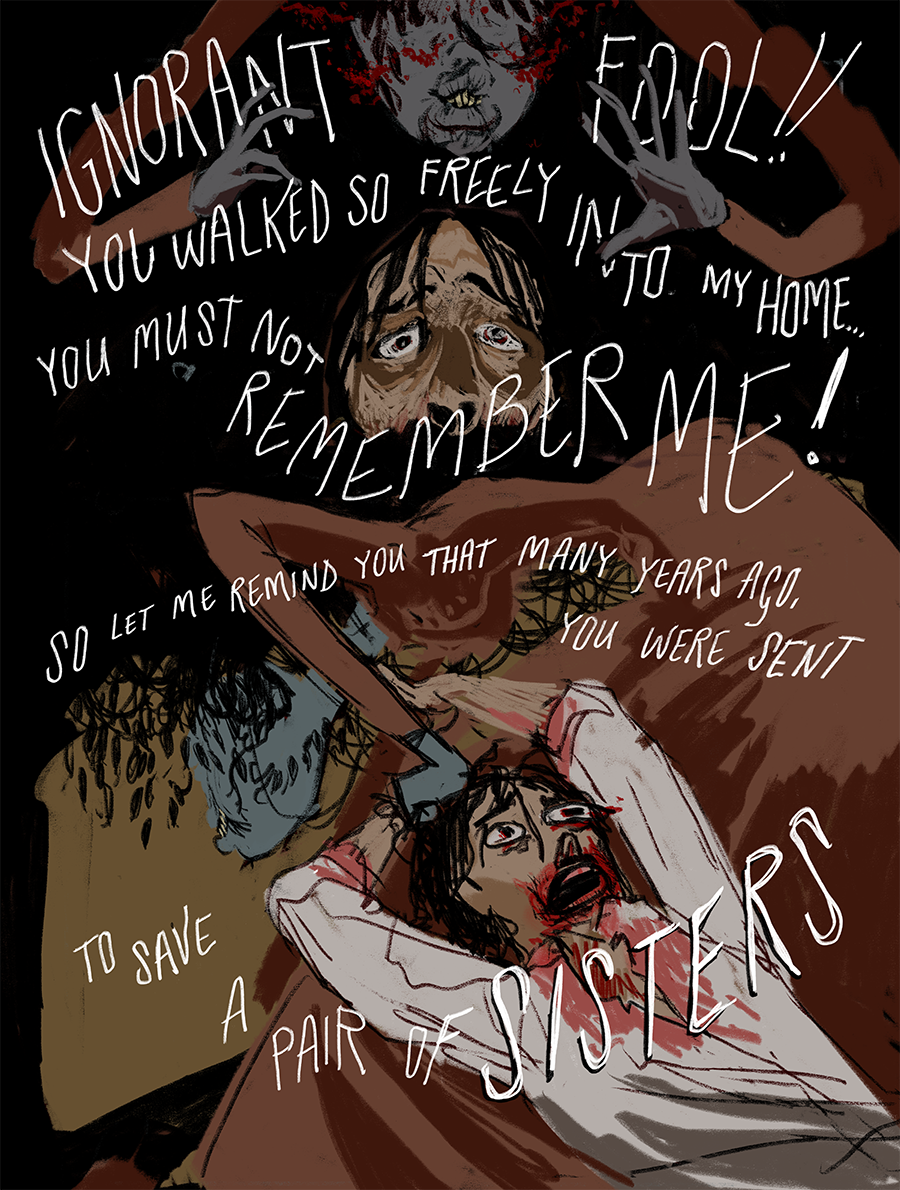 IGNORANT FOOL!!
YOU WALKED SO FREELY INTO MY HOME...
YOU MUST NOT REMEMBER ME!
SO LET ME REMIND YOU THAT MANY YEARS AGO,
YOU WERE SENT
TO SAVE
A
PAIR OF SISTERS